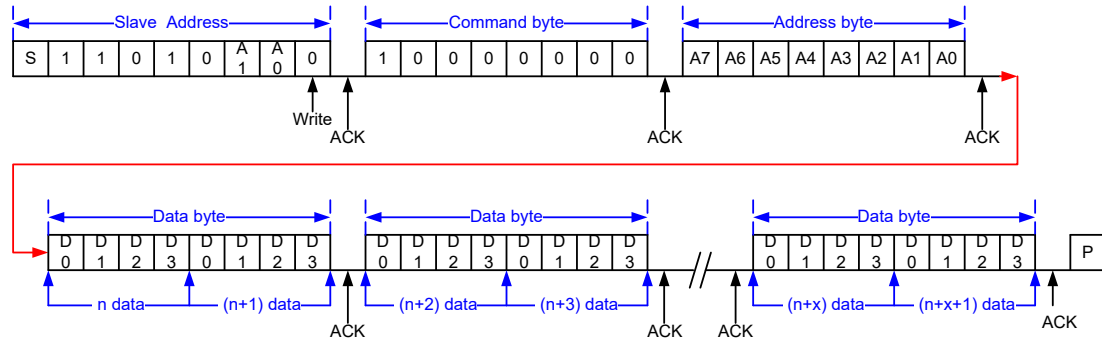 Slave Address Command byte Address byte
S 1 1 0 1 0 A1 A0 0 1 0 0 0 0 0 0 0 A7 A6 A5 A4 A3 A2 A1 A0
Write
ACK ACK ACK
Data byte Data byte Data byte
D0 D1 D2 D3 D0 D1 D2 D3 D0 D1 D2 D3 D0 D1 D2 D3 D0 D1 D2 D3 D0 D1 D2 D3 P
n data (n+1) data (n+2) data (n+3) data (n+x) data (n+x+1) data
ACK ACK ACK ACK